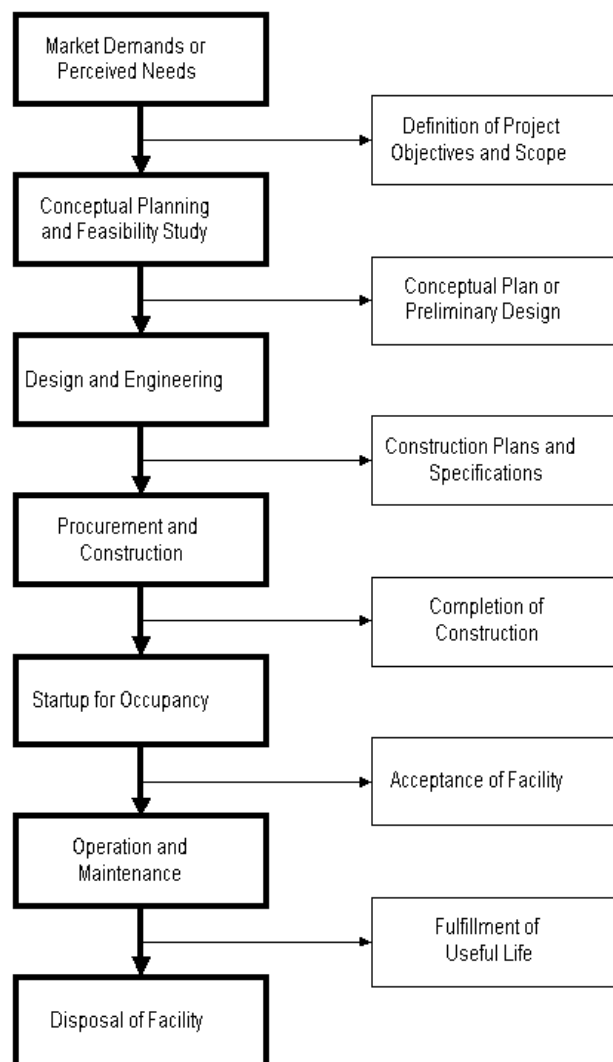 Market Demands or
Perceived Needs
Definition of Project
Objectives and Scope
Conceptual Planning
and Feasibility Study
Conceptual Plan or
Preliminary Design
Design and Engineering
Construction Plans and
Specifications
Procurement and
Construction
Completion of
Construction
Startup for Occupancy
Acceptance of Facility
Operation and
Maintenance
Fulfillment of
Useful Life
Disposal of Facility